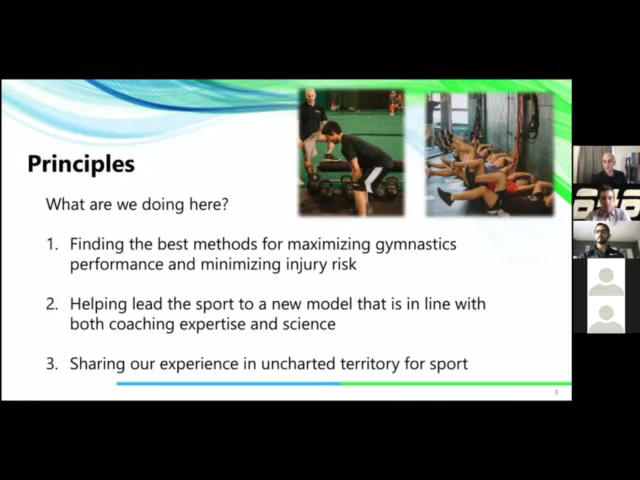 Principles
What are we doing here?
1. Finding the best methods for maximizing gymnastics
performance and minimizing injury risk
2. Helping lead the sport to a new model that is in line with
both coaching expertise and science
3. Sharing our experience in uncharted territory for sport
3